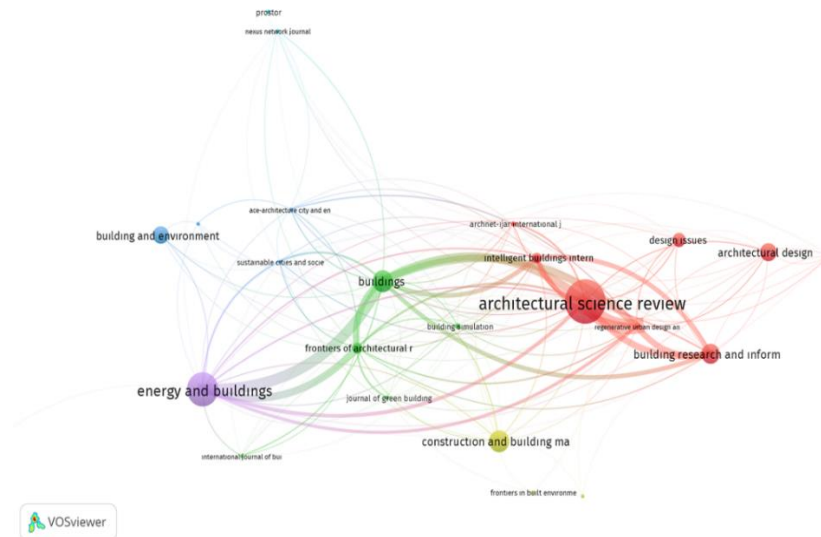 prostor
nexus network journal
ace-architecture city and en
archnet-ijar international j
building and environment
design issues
architectural design
sustainable cities and socie
intelligent buildings intern
buildings
architectural science review
building simulation
regenerative urban design an
frontiers of architectural r
building research and inform
energy and buildings
journal of green building
construction and building ma
international journal of bui
frontiers in built environme
VOSviewer